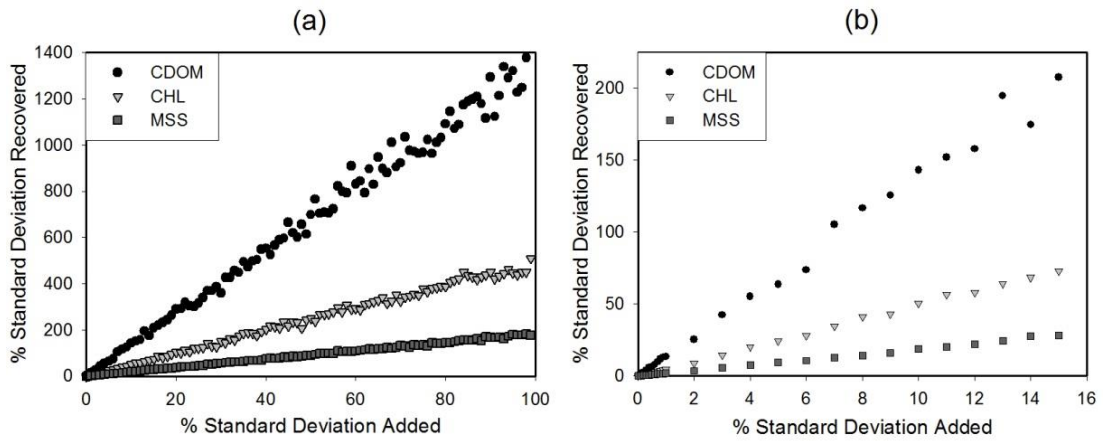 (a)
% Standard Deviation Recovered
1400
1200
1000
800
600
400
200
0
CDOM
CHL
MSS
0 20 40 60 80 100
% Standard Deviation Added
(b)
% Standard Deviation Recovered
200
150
100
50
0
CDOM
CHL
MSS
0 2 4 6 8 10 12 14 16
% Standard Deviation Added